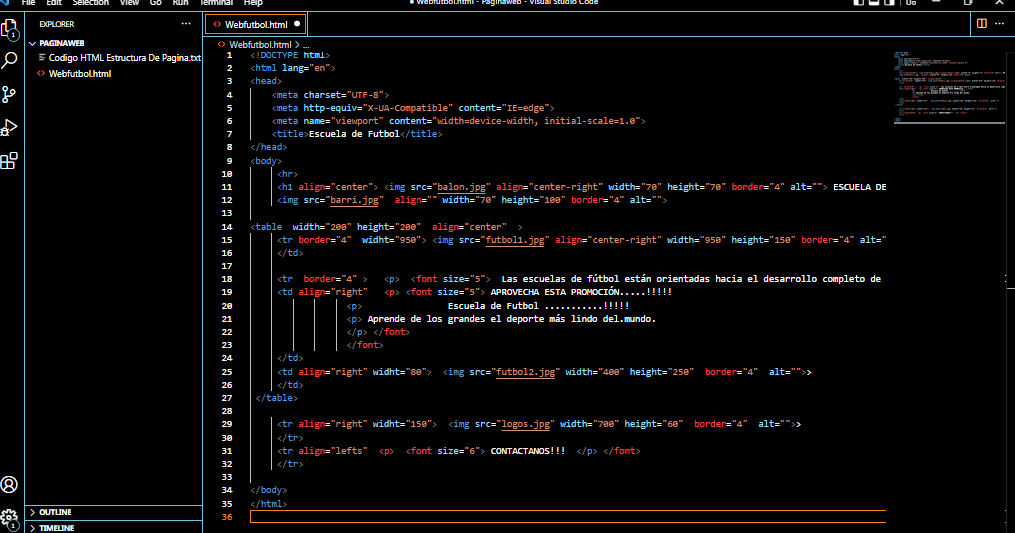 File Edit Selection View Go Run Terminal Help ● Webfutbol.html - Paginaweb - Visual Studio Code
EXPLORER ...
<> Webfutbol.html ●
PAGINAWEB
Codigo HTML Estructura De Pagina.txt
<> Webfutbol.html
<> Webfutbol.html > ...
1 <!DOCTYPE html>
2 <html lang="en">
3 <head>
4 <meta charset="UTF-8">
5 <meta http-equiv="X-UA-Compatible" content="IE=edge">
6 <meta name="viewport" content="width=device-width, initial-scale=1.0">
7 <title>Escuela de Futbol</title>
8 </head>
9 <body>
10 <hr>
11 <h1 align="center"> <img src="balon.jpg" align="center-right" width="70" height="70" border="4" alt=""> ESCUELA DE
12 <img src="barri.jpg" align="" width="70" height="100" border="4" alt="">
13
14 <table width="200" height="200" align="center" >
15 <tr border="4" widht="950"> <img src="futbol1.jpg" align="center-right" width="950" height="150" border="4" alt="
16 </td>
17
18 <tr border="4" > <p> <font size="5"> Las escuelas de fútbol están orientadas hacia el desarrollo completo de
19 <td align="right" <p> <font size="5"> APROVECHA ESTA PROMOCIÓN.....!!!!!
20 <p> Escuela de Futbol ...........!!!!!
21 <p> Aprende de los grandes el deporte más lindo del.mundo.
22 </p> </font>
23 </font>
24 </td>
25 <td align="right" widht="80"> <img src="futbol2.jpg" width="400" height="250" border="4" alt="">>
26 </td>
27 </table>
28
29 <tr align="right" widht="150"> <img src="logos.jpg" width="700" height="60" border="4" alt="">>
30 </tr>
31 <tr align="lefts" <p> <font size="6"> CONTACTANOS!!! </p> </font>
32 </tr>
33
34 </body>
35 </html>
36
OUTLINE
TIMELINE
1
1